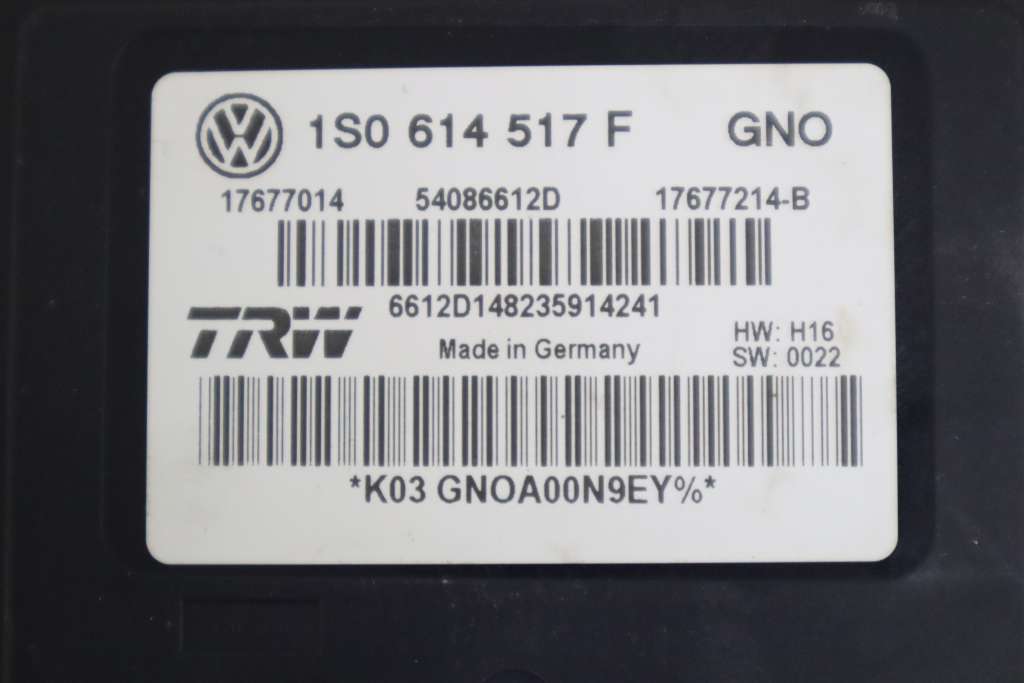 1S0 614 517 F GNO
17677014 54086612D 17677214-B
6612D148235914241
TRW
Made in Germany
HW: H16
SW: 0022
*K03 GNOA00N9EY%*